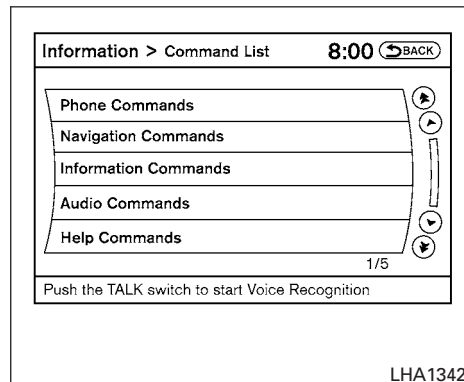 Information > Command List 8:00 BACK
Phone Commands
Navigation Commands
Information Commands
Audio Commands
Help Commands
1/5
Push the TALK switch to start Voice Recognition
LHA1342